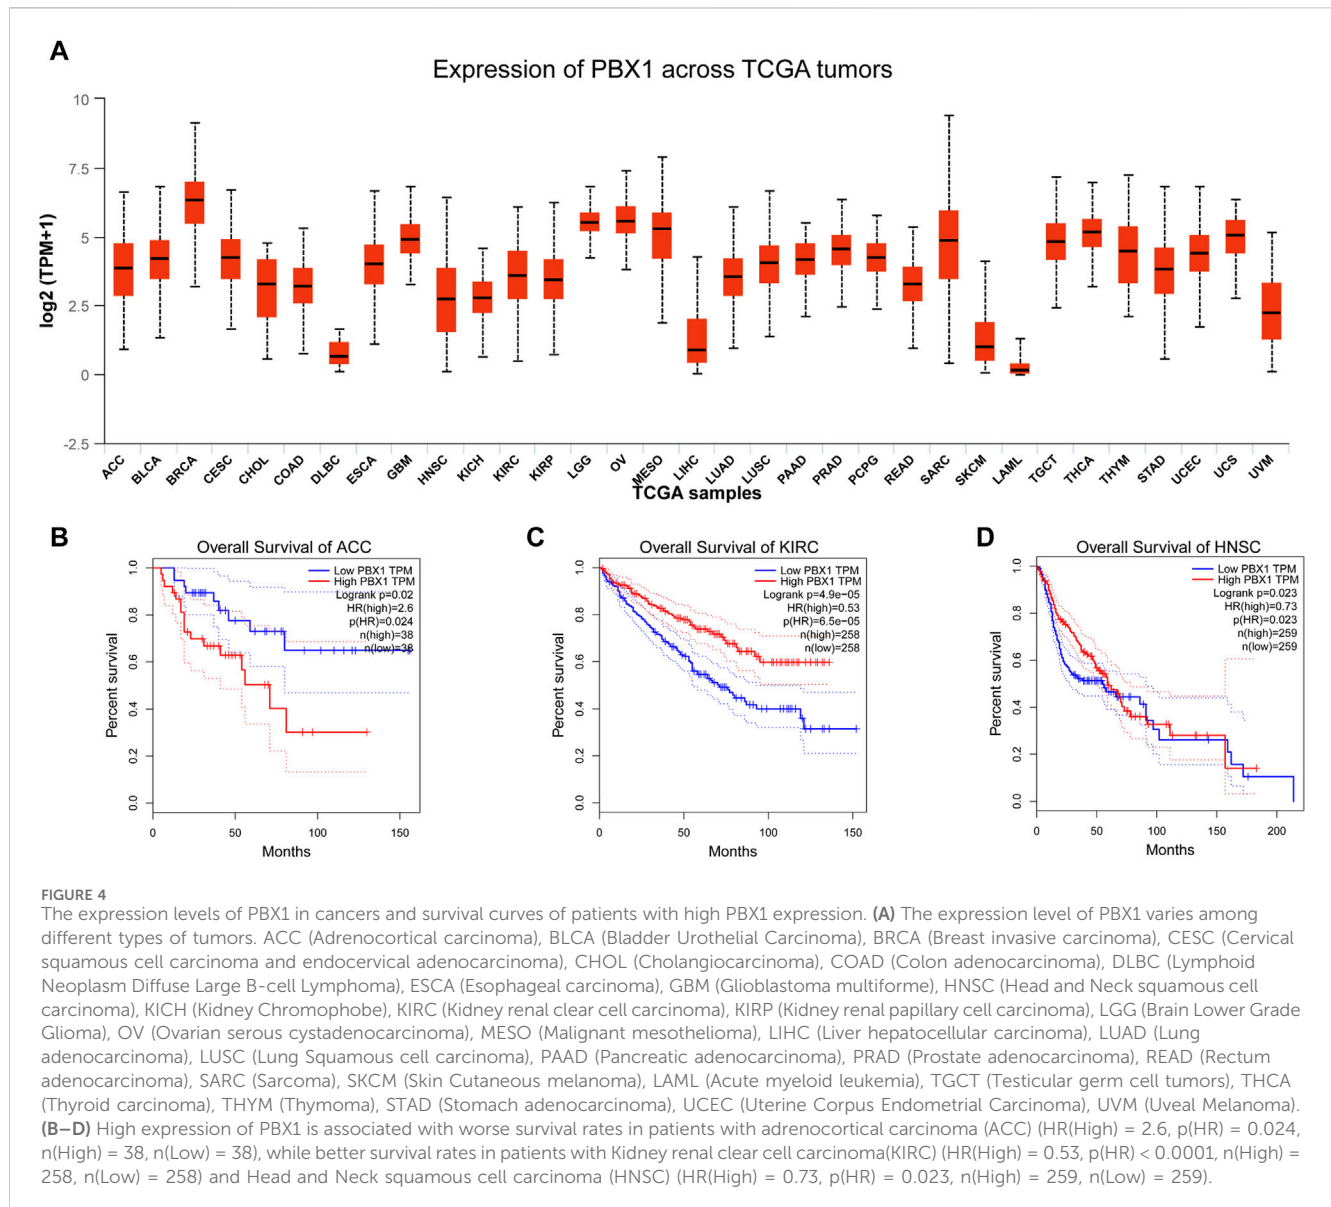 A
Expression of PBX1 across TCGA tumors
log2 (TPM+1)
10
7.5
5
2.5
0
-2.5
ACC BLCA BRCA CESC CHOL COAD DLBC ESCA GBM HNSC KICH KIRC KIRP LGG OV MESO LIHC LUAD LUSC PAAD PRAD PCPG READ SARC SKCM LAML TGCT THCA THYM STAD UCEC UCS UVM
TCGA samples
B
Overall Survival of ACC
Low PBX1 TPM
High PBX1 TPM
Logrank p=0.02
HR(high)=2.6
p(HR)=0.024
n(high)=38
n(low)=38
Percent survival
1.0
0.8
0.6
0.4
0.2
0.0
0 50 100 150
Months
C
Overall Survival of KIRC
Low PBX1 TPM
High PBX1 TPM
Logrank p=4.9e-05
HR(high)=0.53
p(HR)=6.5e-05
n(high)=258
n(low)=258
Percent survival
1.0
0.8
0.6
0.4
0.2
0.0
0 50 100 150
Months
D
Overall Survival of HNSC
Low PBX1 TPM
High PBX1 TPM
Logrank p=0.023
HR(high)=0.73
p(HR)=0.023
n(high)=259
n(low)=259
Percent survival
1.0
0.8
0.6
0.4
0.2
0.0
0 50 100 150 200
Months
FIGURE 4
The expression levels of PBX1 in cancers and survival curves of patients with high PBX1 expression. (A) The expression level of PBX1 varies among
different types of tumors. ACC (Adrenocortical carcinoma), BLCA (Bladder Urothelial Carcinoma), BRCA (Breast invasive carcinoma), CESC (Cervical
squamous cell carcinoma and endocervical adenocarcinoma), CHOL (Cholangiocarcinoma), COAD (Colon adenocarcinoma), DLBC (Lymphoid
Neoplasm Diffuse Large B-cell Lymphoma), ESCA (Esophageal carcinoma), GBM (Glioblastoma multiforme), HNSC (Head and Neck squamous cell
carcinoma), KICH (Kidney Chromophobe), KIRC (Kidney renal clear cell carcinoma), KIRP (Kidney renal papillary cell carcinoma), LGG (Brain Lower Grade
Glioma), OV (Ovarian serous cystadenocarcinoma), MESO (Malignant mesothelioma), LIHC (Liver hepatocellular carcinoma), LUAD (Lung
adenocarcinoma), LUSC (Lung Squamous cell carcinoma), PAAD (Pancreatic adenocarcinoma), PRAD (Prostate adenocarcinoma), READ (Rectum
adenocarcinoma), SARC (Sarcoma), SKCM (Skin Cutaneous melanoma), LAML (Acute myeloid leukemia), TGCT (Testicular germ cell tumors), THCA
(Thyroid carcinoma), THYM (Thymoma), STAD (Stomach adenocarcinoma), UCEC (Uterine Corpus Endometrial Carcinoma), UVM (Uveal Melanoma).
(B–D) High expression of PBX1 is associated with worse survival rates in patients with adrenocortical carcinoma (ACC) (HR(High) = 2.6, p(HR) = 0.024,
n(High) = 38, n(Low) = 38), while better survival rates in patients with Kidney renal clear cell carcinoma(KIRC) (HR(High) = 0.53, p(HR) < 0.0001, n(High) =
258, n(Low) = 258) and Head and Neck squamous cell carcinoma (HNSC) (HR(High) = 0.73, p(HR) = 0.023, n(High) = 259, n(Low) = 259).